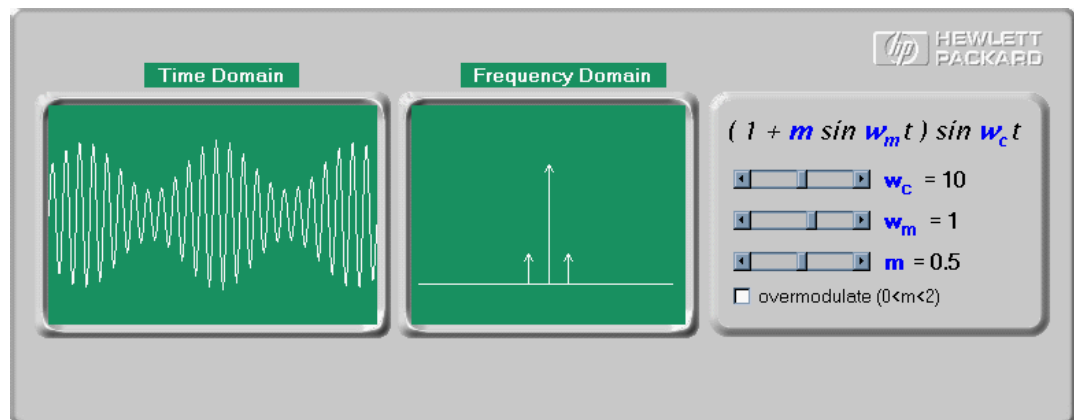 hp HEWLETT
PACKARD
Time Domain
Frequency Domain
( 1 + m sin wm t ) sin wc t
wc = 10
wm = 1
m = 0.5
overmodulate (0<m<2)